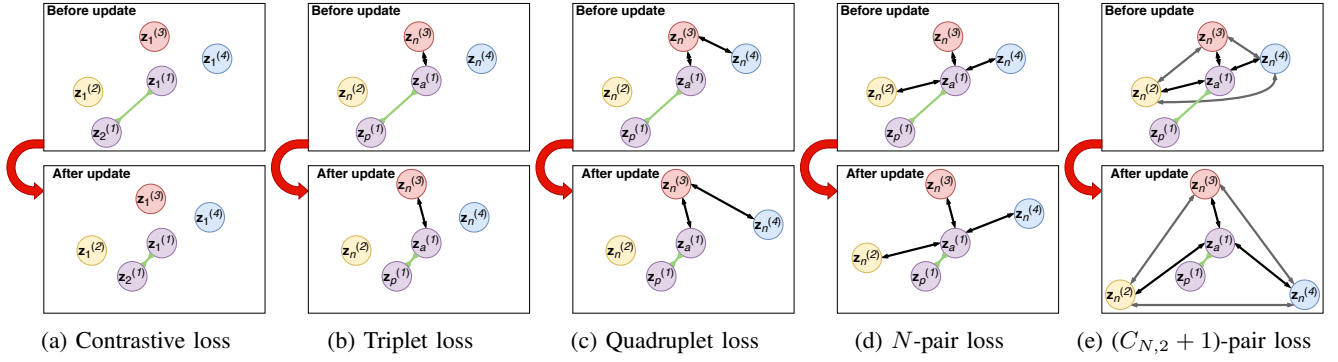 Before update
z₁⁽³⁾
z₁⁽⁴⁾
z₁⁽¹⁾
z₁⁽²⁾
z₂⁽¹⁾
After update
z₁⁽³⁾
z₁⁽⁴⁾
z₁⁽¹⁾
z₁⁽²⁾
z₂⁽¹⁾
(a) Contrastive loss
Before update
zₙ⁽³⁾
zₙ⁽⁴⁾
zₐ⁽¹⁾
zₙ⁽²⁾
zₚ⁽¹⁾
After update
zₙ⁽³⁾
zₙ⁽⁴⁾
zₐ⁽¹⁾
zₙ⁽²⁾
zₚ⁽¹⁾
(b) Triplet loss
Before update
zₙ⁽³⁾
zₙ⁽⁴⁾
zₐ⁽¹⁾
zₙ⁽²⁾
zₚ⁽¹⁾
After update
zₙ⁽³⁾
zₙ⁽⁴⁾
zₐ⁽¹⁾
zₙ⁽²⁾
zₚ⁽¹⁾
(c) Quadruplet loss
Before update
zₙ⁽³⁾
zₙ⁽⁴⁾
zₐ⁽¹⁾
zₙ⁽²⁾
zₚ⁽¹⁾
After update
zₙ⁽³⁾
zₙ⁽⁴⁾
zₐ⁽¹⁾
zₙ⁽²⁾
zₚ⁽¹⁾
(d) N-pair loss
Before update
zₙ⁽³⁾
zₙ⁽⁴⁾
zₐ⁽¹⁾
zₙ⁽²⁾
zₚ⁽¹⁾
After update
zₙ⁽³⁾
zₐ⁽¹⁾
zₚ⁽¹⁾
zₙ⁽²⁾
zₙ⁽⁴⁾
(e) (C_{N,2} + 1)-pair loss